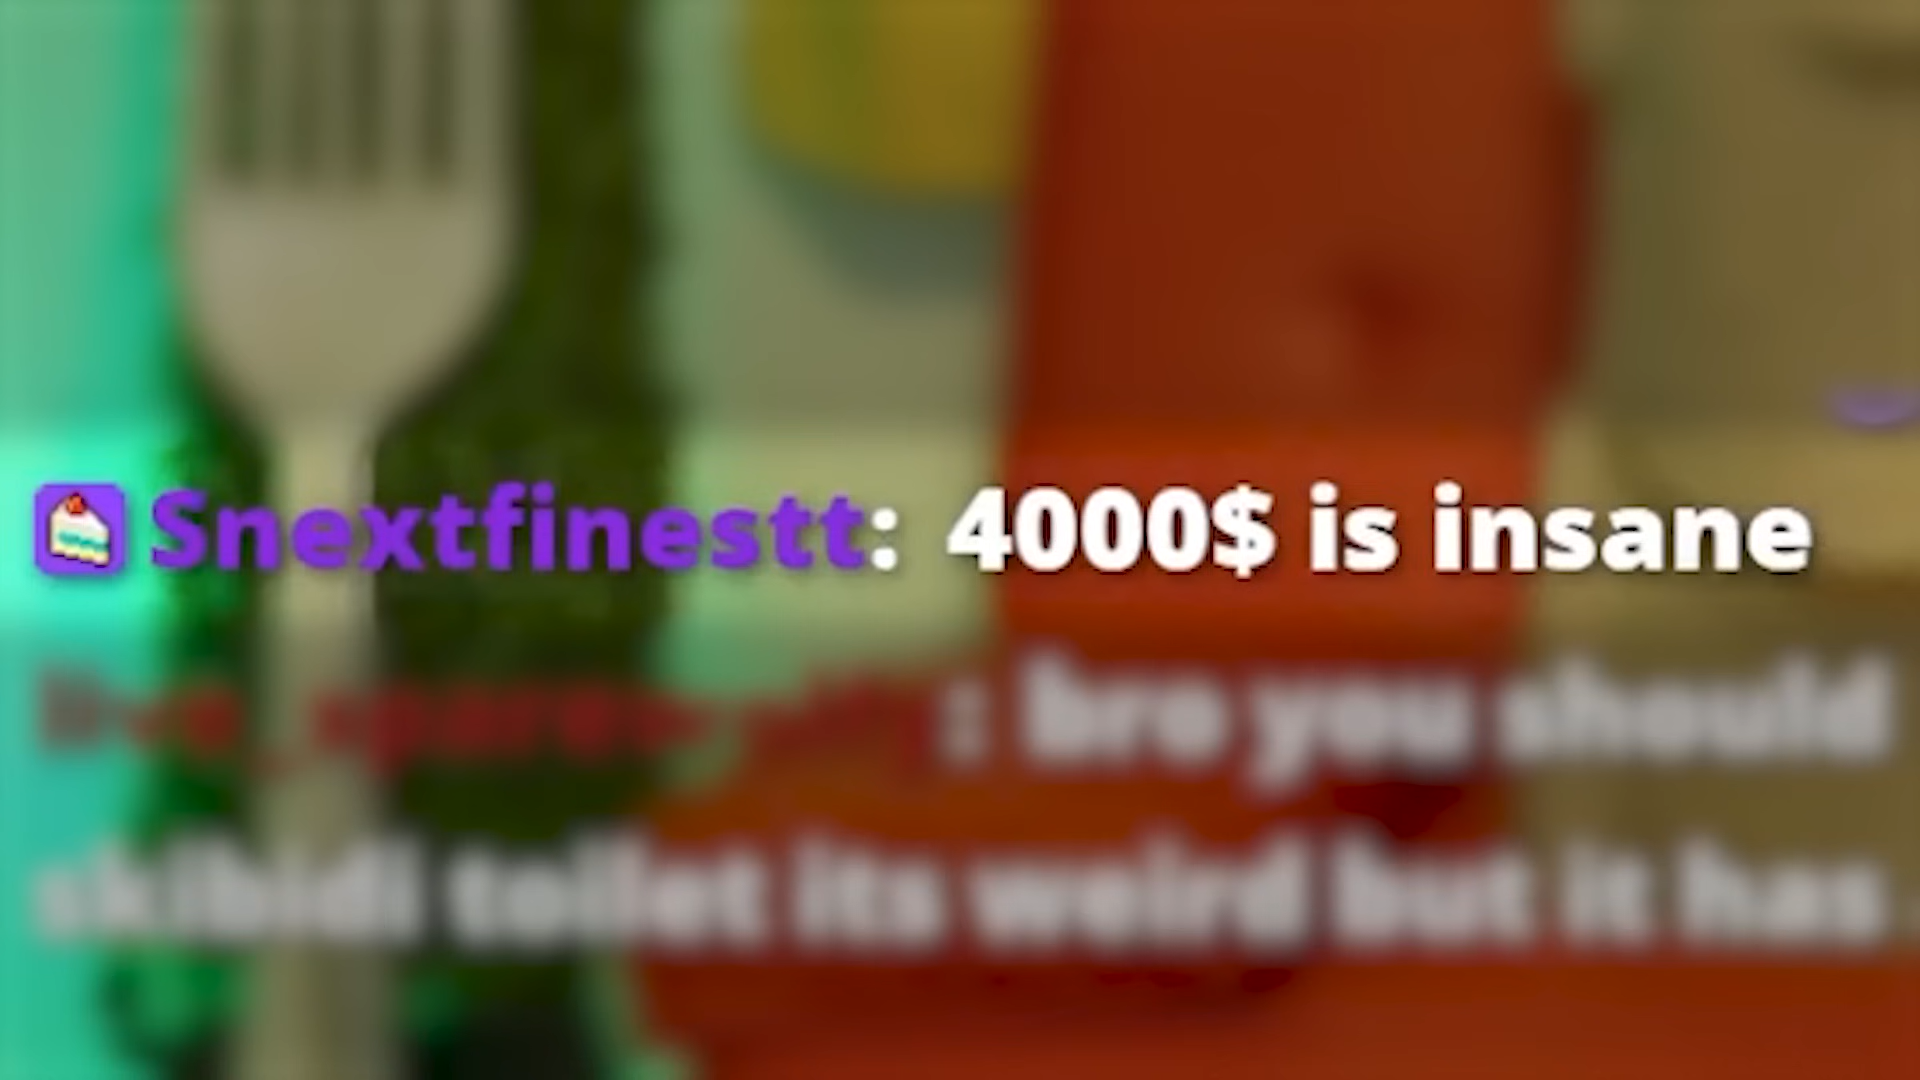 Snextfinestt: 4000$ is insane
: bro you should
skibidi toilet its weird but it has